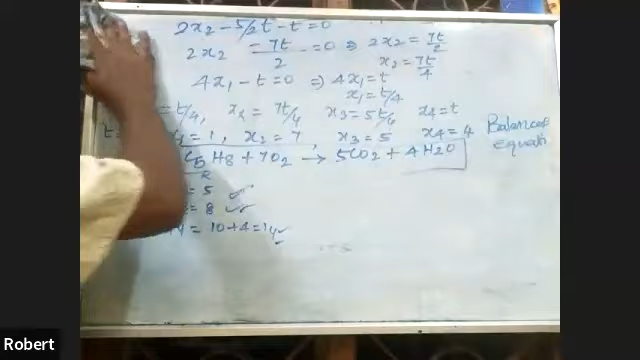 2x2 - 5/2t - t = 0
2x2 - 7t/2 = 0 ⇒ 2x2 = 7t/2
x2 = 7t/4
4x1 - t = 0 ⇒ 4x1 = t
x1 = t/4
= t/4, x2 = 7t/4 x3 = 5t/4 x4 = t
= 1, x2 = 7, x3 = 5 x4 = 4
Balanced equati
C5H8 + 7O2 → 5CO2 + 4H2O
= 5 ✓
= 8 ✓
= 10+4=14 ✓
Robert